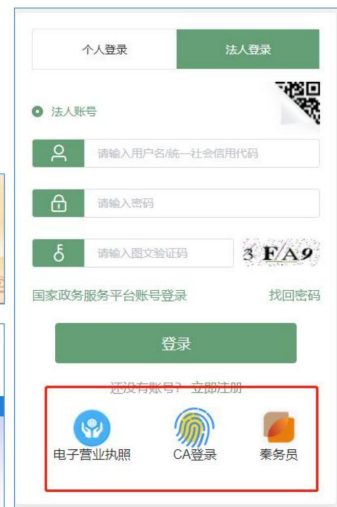 个人登录 法人登录
法人账号
请输入用户名/统一社会信用代码
请输入密码
请输入图文验证码 3FA9
国家政务服务平台账号登录 找回密码
登录
还没有账号? 立即注册
电子营业执照 CA登录 秦务员